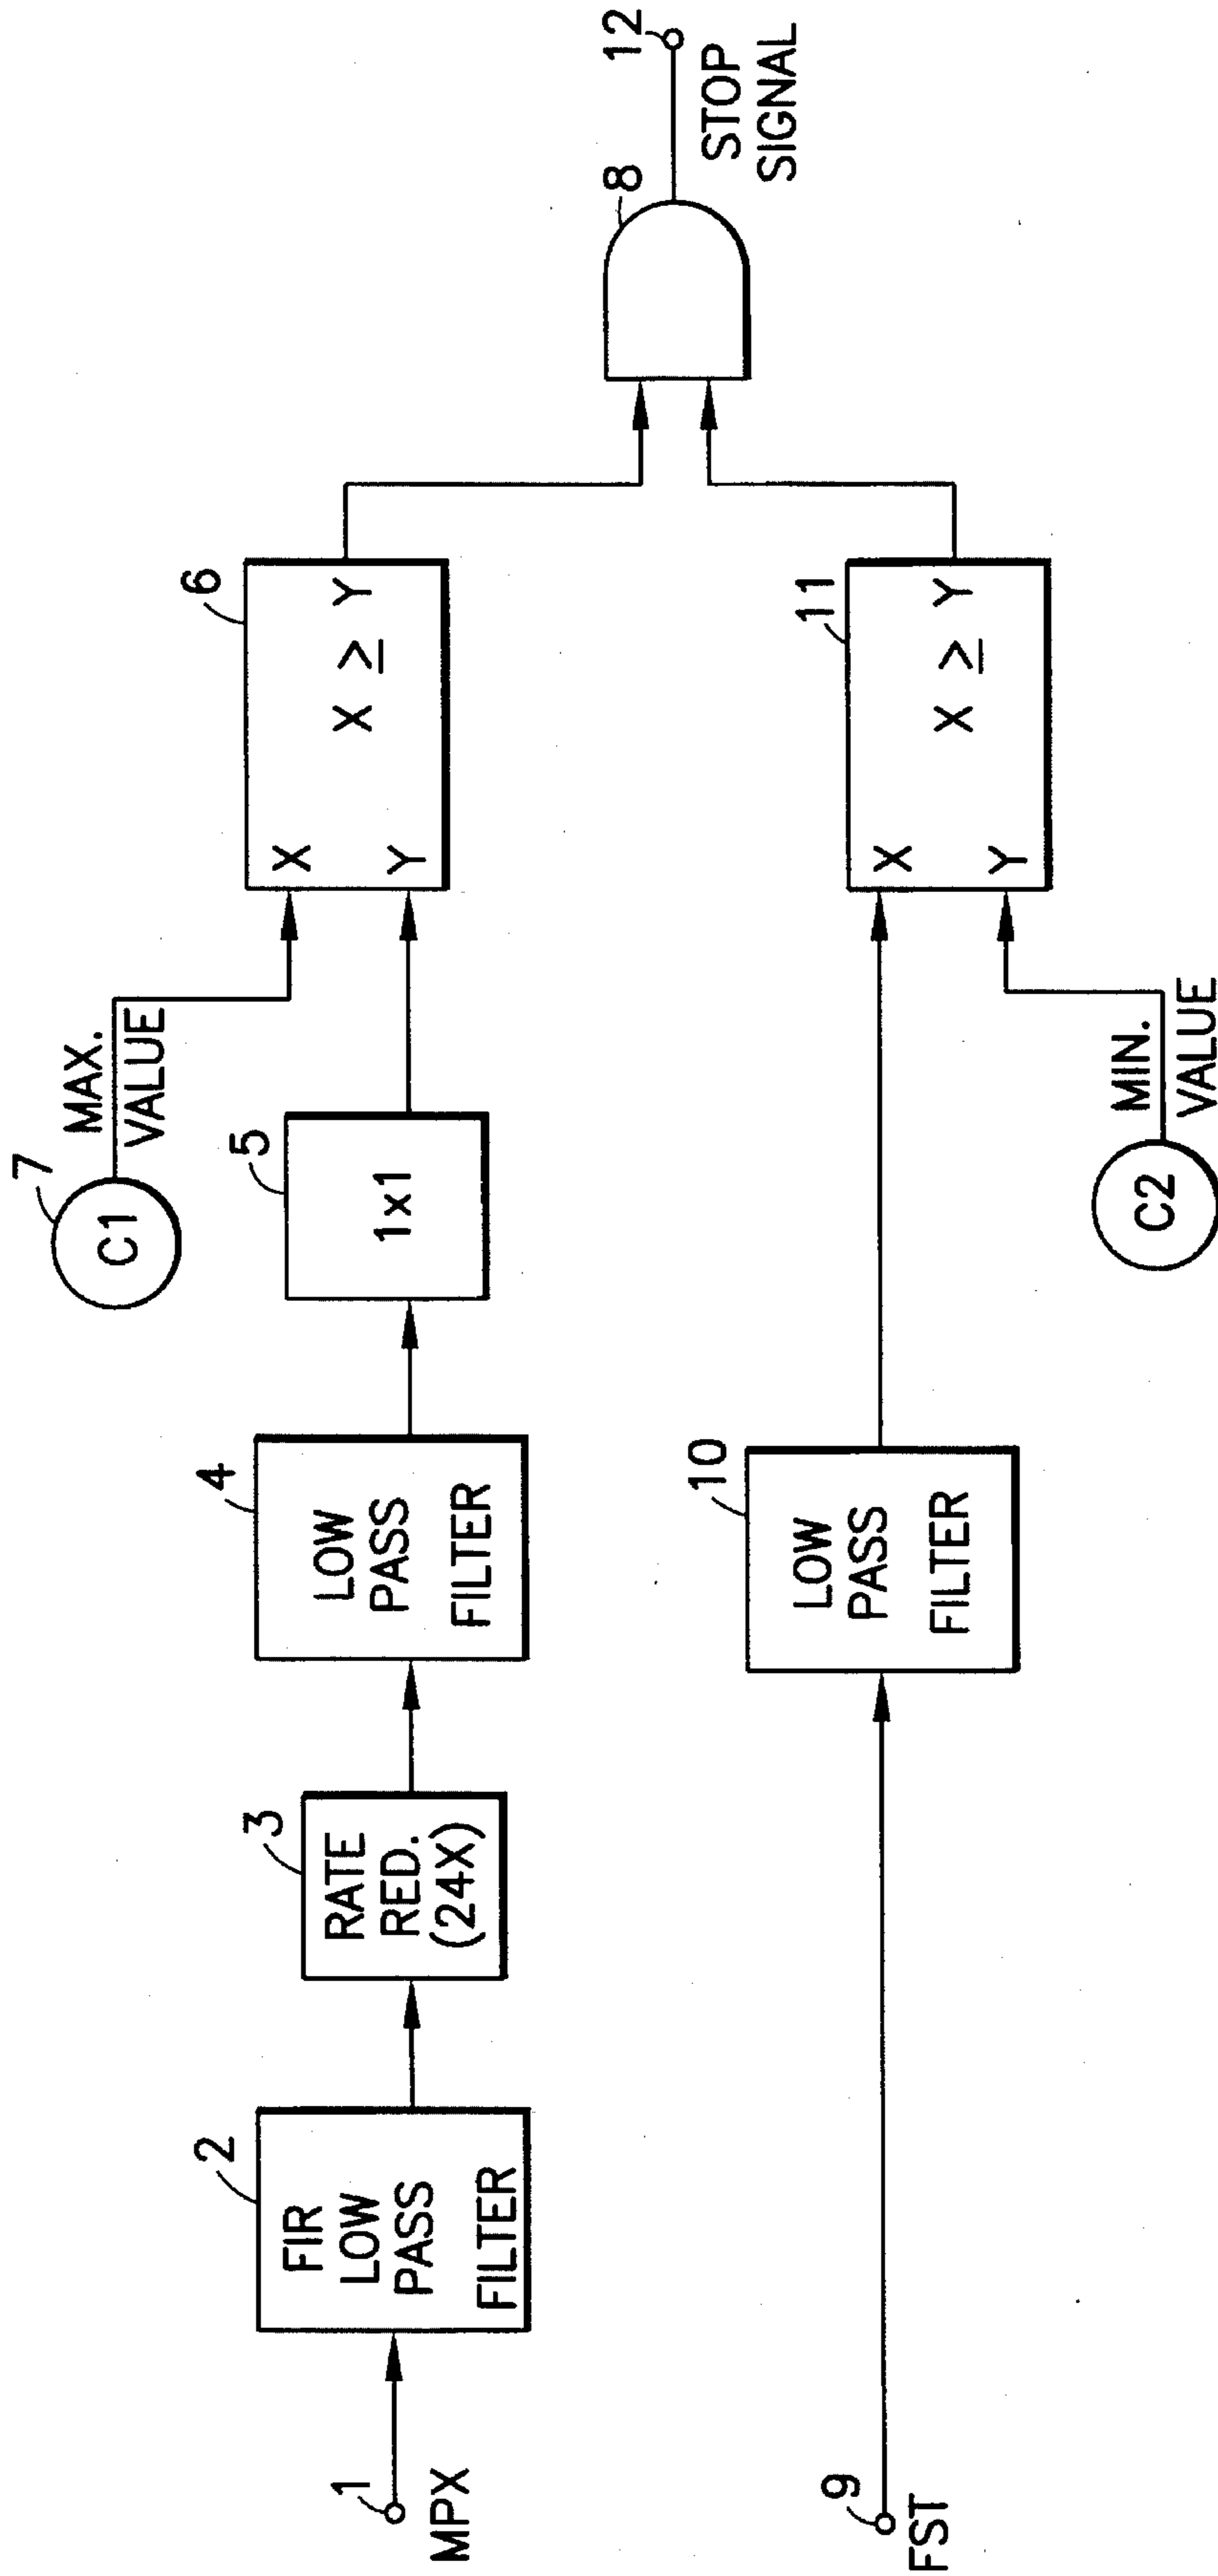 1
MPX
2
FIR
LOW
PASS
FILTER
3
RATE
RED.
(24X)
4
LOW
PASS
FILTER
5
1x1
7
C1
MAX.
VALUE
6
X
Y
X ≥ Y
9
FST
10
LOW
PASS
FILTER
C2
MIN.
VALUE
11
X
Y
X ≥ Y
8
12
STOP
SIGNAL